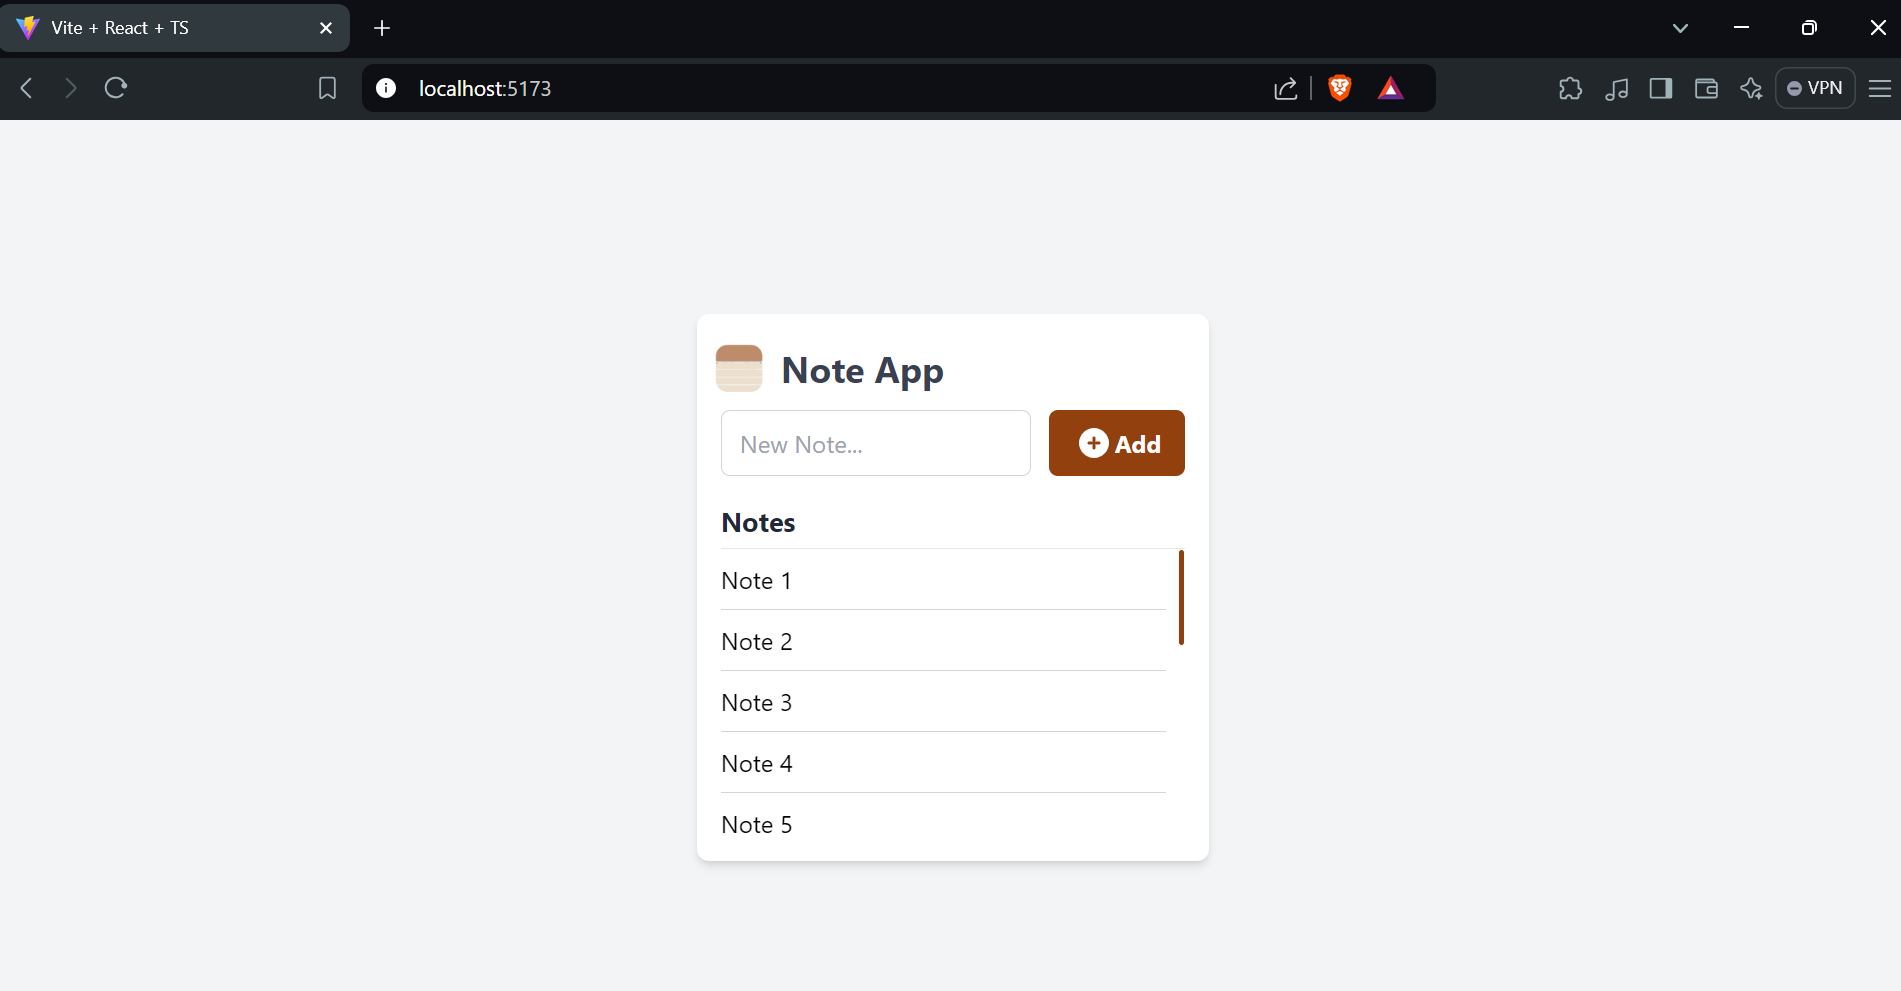 Vite + React + TS
localhost:5173
VPN
Note App
New Note...
Add
Notes
Note 1
Note 2
Note 3
Note 4
Note 5